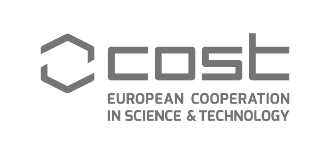 cost
EUROPEAN COOPERATION
IN SCIENCE & TECHNOLOGY